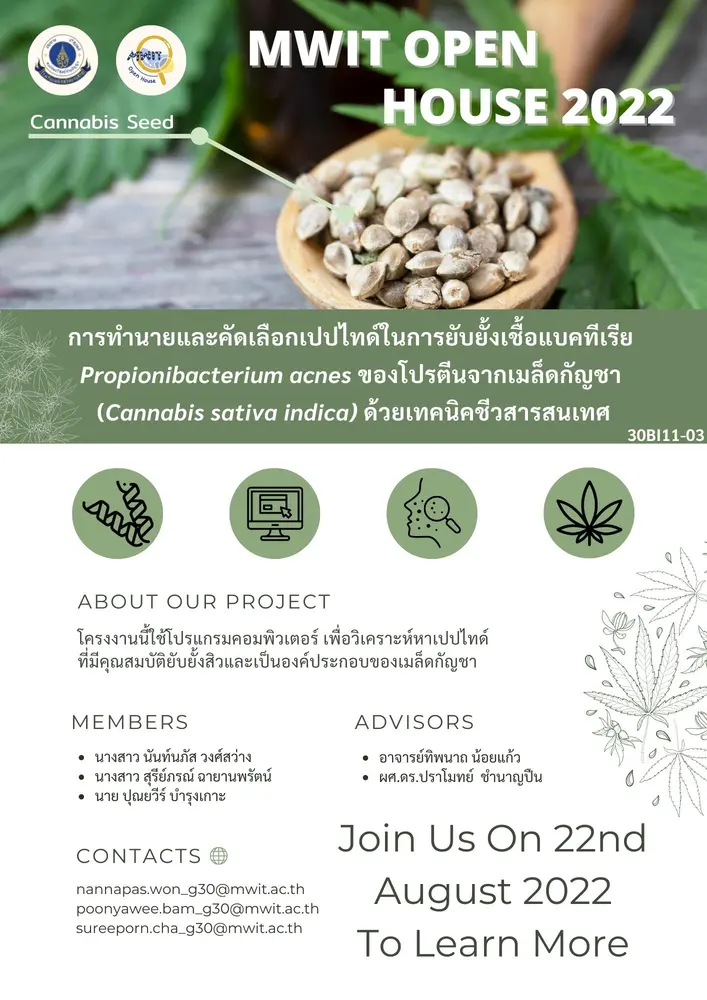 MWIT OPEN
HOUSE 2022
MWIT
Open House
Cannabis Seed
การทำนายและคัดเลือกเปปไทด์ในการยับยั้งเชื้อแบคทีเรีย
Propionibacterium acnes ของโปรตีนจากเมล็ดกัญชา
(Cannabis sativa indica) ด้วยเทคนิคชีวสารสนเทศ
30BI11-03
ABOUT OUR PROJECT
โครงงานนี้ใช้โปรแกรมคอมพิวเตอร์ เพื่อวิเคราะห์หาเปปไทด์
ที่มีคุณสมบัติยับยั้งสิวและเป็นองค์ประกอบของเมล็ดกัญชา
MEMBERS
นางสาว นันท์นภัส วงศ์สว่าง
นางสาว สุรีย์ภรณ์ ฉายานพรัตน์
นาย ปุณยวีร์ บำรุงเกาะ
ADVISORS
อาจารย์ทิพนาถ น้อยแก้ว
ผศ.ดร.ปราโมทย์ ชำนาญปืน
CONTACTS
nannapas.won_g30@mwit.ac.th
poonyawee.bam_g30@mwit.ac.th
sureeporn.cha_g30@mwit.ac.th
Join Us On 22nd
August 2022
To Learn More